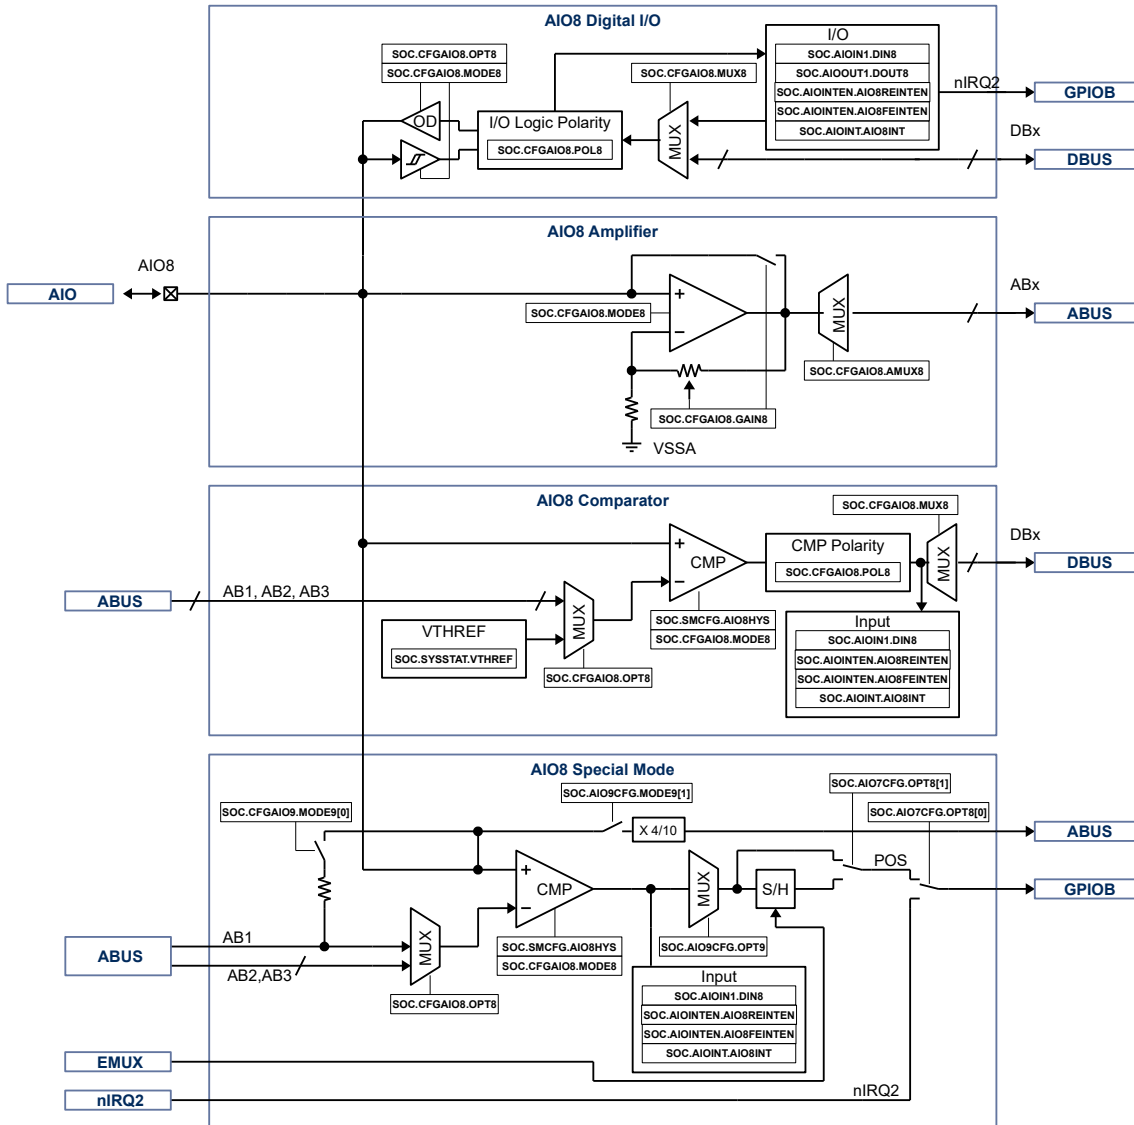 AIO8 Digital I/O
SOC.CFGAIO8.OPT8
SOC.CFGAIO8.MODE8
OD
I/O Logic Polarity
SOC.CFGAIO8.POL8
SOC.CFGAIO8.MUX8
MUX
I/O
SOC.AIOIN1.DIN8
SOC.AIOOUT1.DOUT8
SOC.AIOINTEN.AIO8REINTEN
SOC.AIOINTEN.AIO8FEINTEN
SOC.AIOINT.AIO8INT
nIRQ2
GPIOB
DBx
DBUS
AIO8 Amplifier
AIO
AIO8
SOC.CFGAIO8.MODE8
+
−
MUX
SOC.CFGAIO8.AMUX8
SOC.CFGAIO8.GAIN8
VSSA
ABx
ABUS
AIO8 Comparator
ABUS
AB1, AB2, AB3
VTHREF
SOC.SYSSTAT.VTHREF
MUX
SOC.CFGAIO8.OPT8
+
−
CMP
SOC.SMCFG.AIO8HYS
SOC.CFGAIO8.MODE8
CMP Polarity
SOC.CFGAIO8.POL8
SOC.CFGAIO8.MUX8
MUX
DBx
DBUS
Input
SOC.AIOIN1.DIN8
SOC.AIOINTEN.AIO8REINTEN
SOC.AIOINTEN.AIO8FEINTEN
SOC.AIOINT.AIO8INT
AIO8 Special Mode
SOC.CFGAIO9.MODE9[0]
SOC.AIO9CFG.MODE9[1]
X 4/10
SOC.AIO7CFG.OPT8[1]
SOC.AIO7CFG.OPT8[0]
ABUS
+
−
CMP
SOC.SMCFG.AIO8HYS
SOC.CFGAIO8.MODE8
MUX
SOC.AIO9CFG.OPT9
S/H
POS
GPIOB
ABUS
AB1
AB2,AB3
MUX
SOC.CFGAIO8.OPT8
Input
SOC.AIOIN1.DIN8
SOC.AIOINTEN.AIO8REINTEN
SOC.AIOINTEN.AIO8FEINTEN
SOC.AIOINT.AIO8INT
EMUX
nIRQ2
nIRQ2